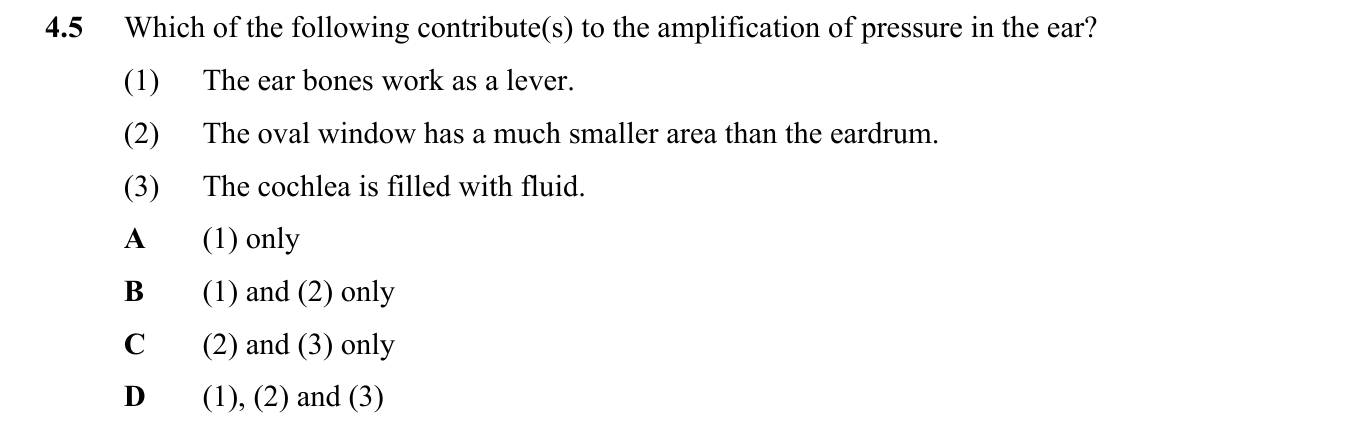 4.5 Which of the following contribute(s) to the amplification of pressure in the ear?
(1) The ear bones work as a lever.
(2) The oval window has a much smaller area than the eardrum.
(3) The cochlea is filled with fluid.
A (1) only
B (1) and (2) only
C (2) and (3) only
D (1), (2) and (3)